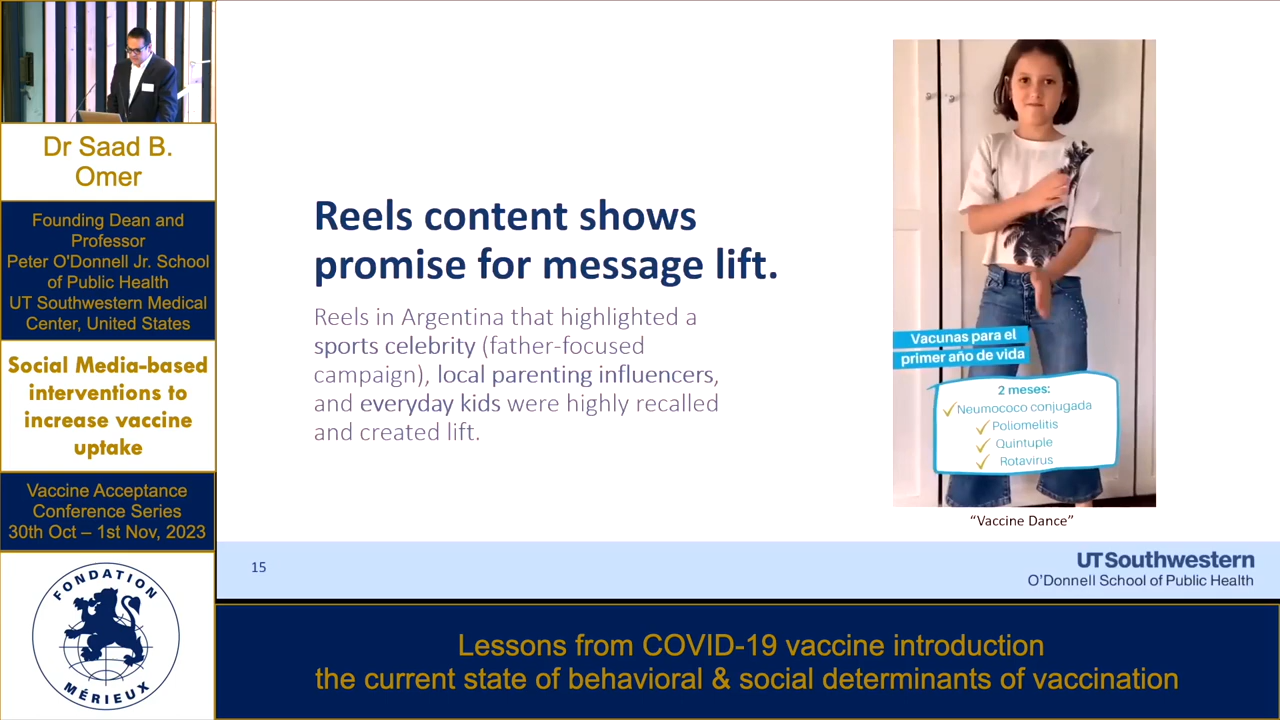 Dr Saad B.
Omer
Founding Dean and
Professor
Peter O'Donnell Jr. School
of Public Health
UT Southwestern Medical
Center, United States
Social Media-based
interventions to
increase vaccine
uptake
Vaccine Acceptance
Conference Series
30th Oct – 1st Nov, 2023
FONDATION
MÉRIEUX
Reels content shows
promise for message lift.
Reels in Argentina that highlighted a
sports celebrity (father-focused
campaign), local parenting influencers,
and everyday kids were highly recalled
and created lift.
Vacunas para el
primer año de vida
2 meses:
Neumococo conjugada
Poliomelitis
Quintuple
Rotavirus
“Vaccine Dance”
15
UTSouthwestern
O'Donnell School of Public Health
Lessons from COVID-19 vaccine introduction
the current state of behavioral & social determinants of vaccination